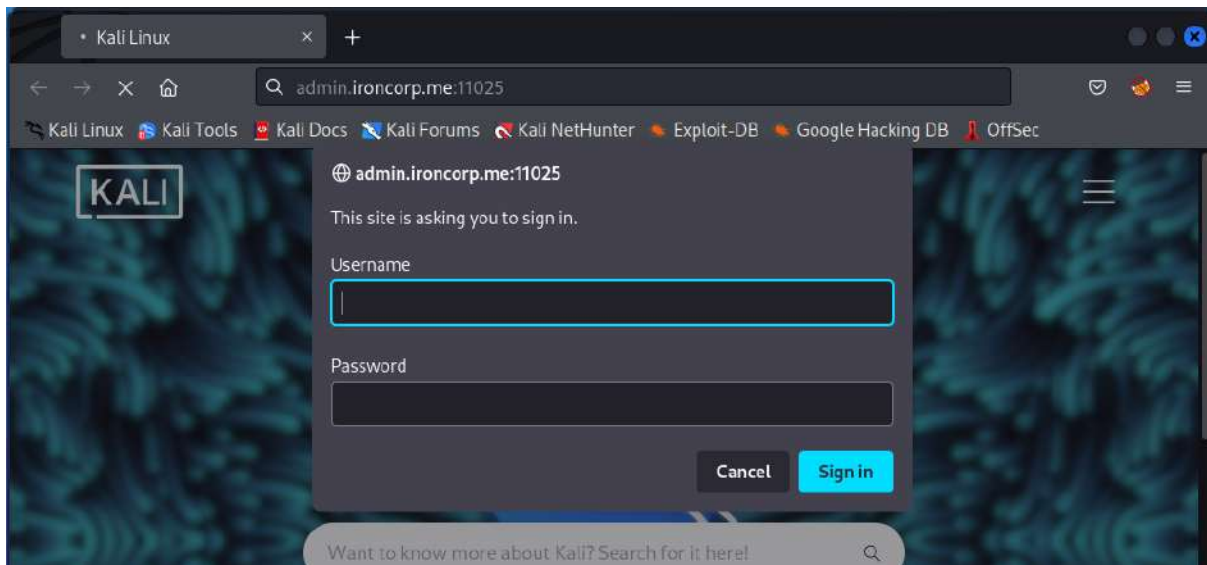 Kali Linux
admin.ironcorp.me:11025
Kali Linux Kali Tools Kali Docs Kali Forums Kali NetHunter Exploit-DB Google Hacking DB OffSec
KALI
admin.ironcorp.me:11025
This site is asking you to sign in.
Username
Password
Cancel Sign in
Want to know more about Kali? Search for it here!